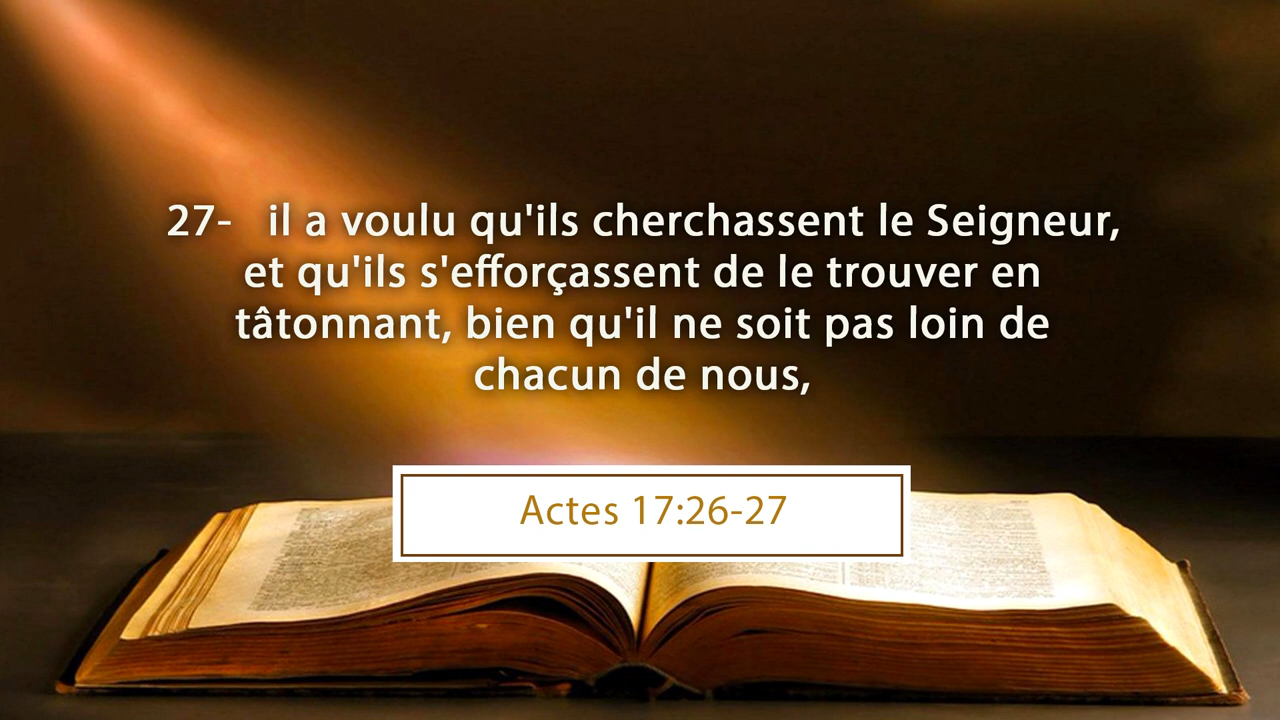 27- il a voulu qu'ils cherchassent le Seigneur,
et qu'ils s'efforçassent de le trouver en
tâtonnant, bien qu'il ne soit pas loin de
chacun de nous,
Actes 17:26-27